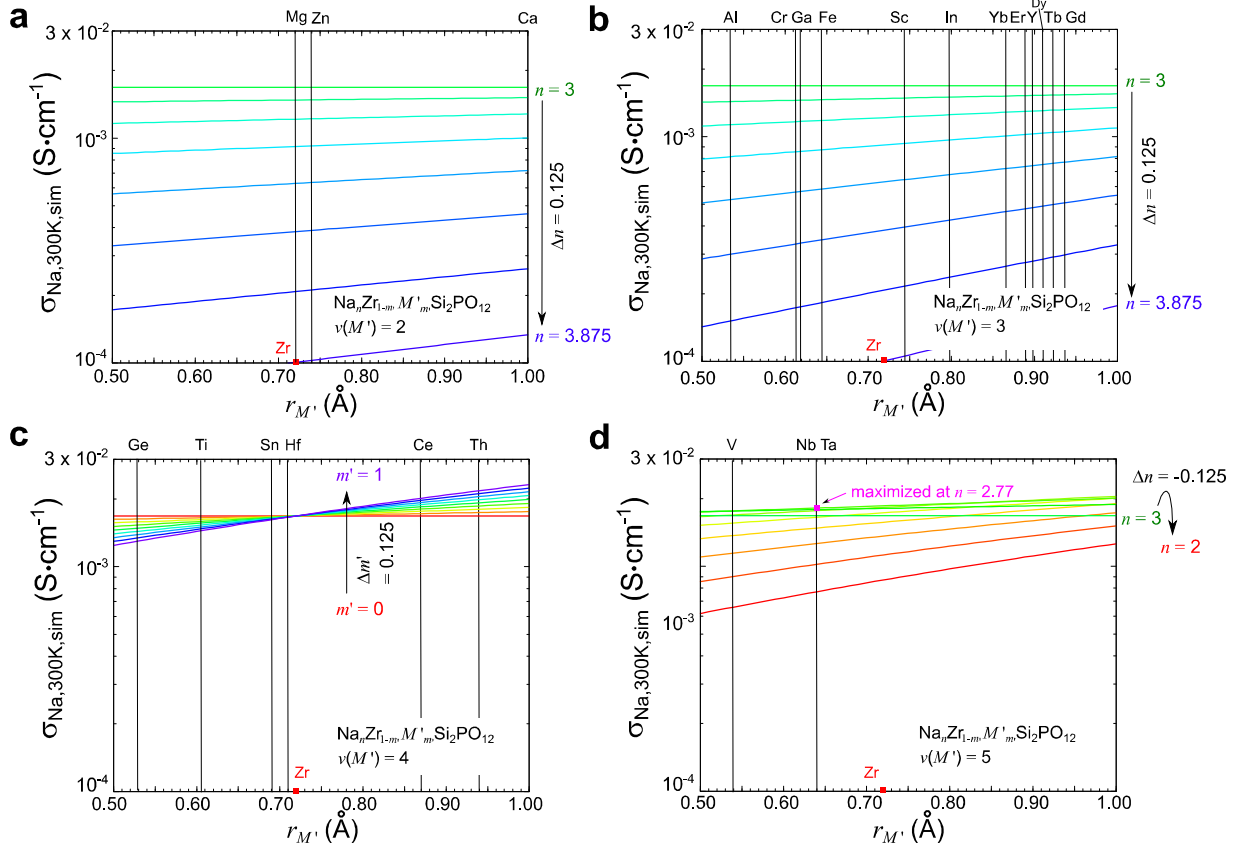 a
Mg Zn Ca
3 x 10⁻²
10⁻³
10⁻⁴
σNa,300K,sim (S·cm⁻¹)
n = 3
Δn = 0.125
n = 3.875
NanZr1-m'M'mSi2PO12
v(M') = 2
Zr
0.50 0.60 0.70 0.80 0.90 1.00
rM' (Å)
b
Al Cr Ga Fe Sc In Yb Er Y Dy Tb Gd
3 x 10⁻²
10⁻³
10⁻⁴
σNa,300K,sim (S·cm⁻¹)
n = 3
Δn = 0.125
n = 3.875
NanZr1-m'M'mSi2PO12
v(M') = 3
Zr
0.50 0.60 0.70 0.80 0.90 1.00
rM' (Å)
c
Ge Ti Sn Hf Ce Th
3 x 10⁻²
10⁻³
10⁻⁴
σNa,300K,sim (S·cm⁻¹)
m' = 1
Δm'
= 0.125
m' = 0
NanZr1-m'M'mSi2PO12
v(M') = 4
Zr
0.50 0.60 0.70 0.80 0.90 1.00
rM' (Å)
d
V Nb Ta
3 x 10⁻²
10⁻³
10⁻⁴
σNa,300K,sim (S·cm⁻¹)
maximized at n = 2.77
Δn = -0.125
n = 3
n = 2
NanZr1-m'M'mSi2PO12
v(M') = 5
Zr
0.50 0.60 0.70 0.80 0.90 1.00
rM' (Å)